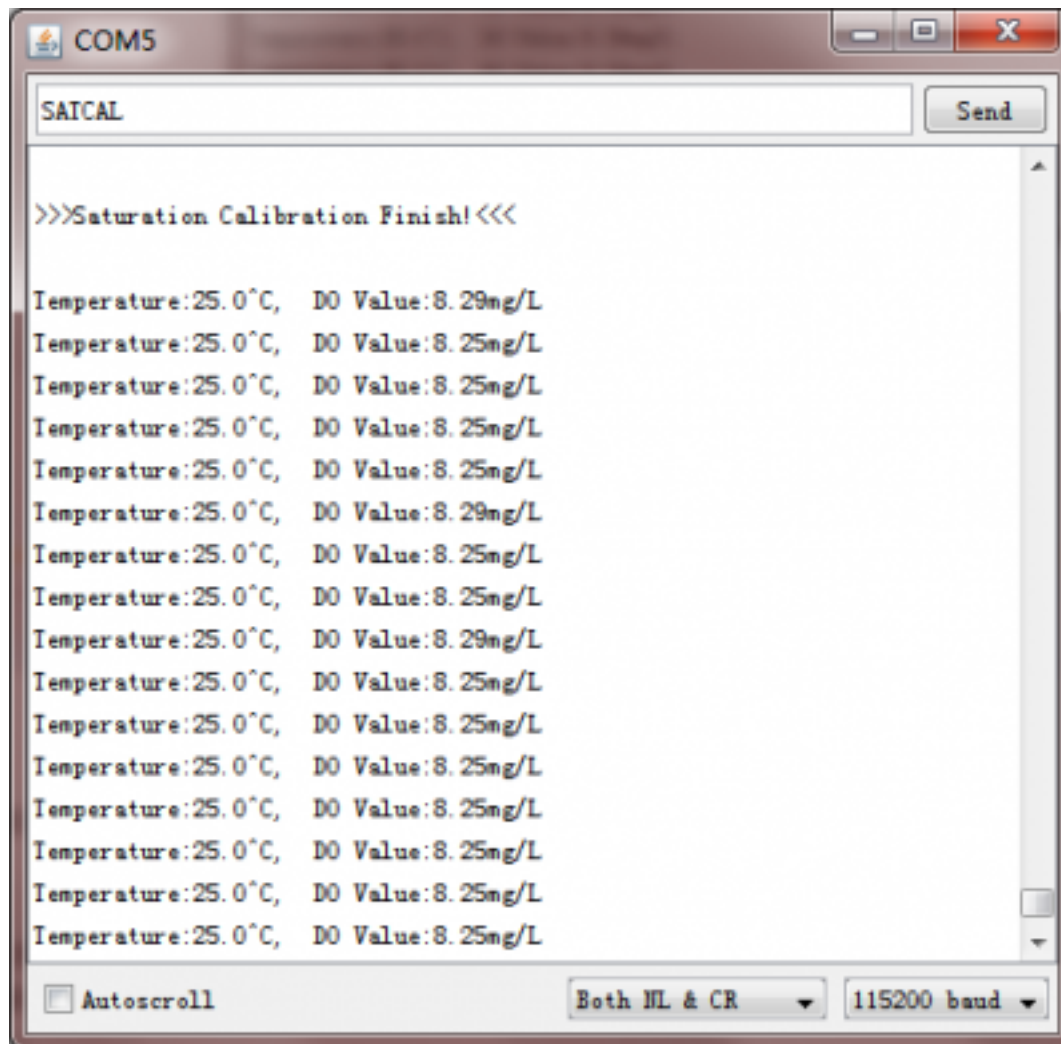 COM5
SATCAL
Send
>>>Saturation Calibration Finish!<<<
Temperature:25.0^C, DO Value:8.29mg/L
Temperature:25.0^C, DO Value:8.25mg/L
Temperature:25.0^C, DO Value:8.25mg/L
Temperature:25.0^C, DO Value:8.25mg/L
Temperature:25.0^C, DO Value:8.25mg/L
Temperature:25.0^C, DO Value:8.29mg/L
Temperature:25.0^C, DO Value:8.25mg/L
Temperature:25.0^C, DO Value:8.25mg/L
Temperature:25.0^C, DO Value:8.29mg/L
Temperature:25.0^C, DO Value:8.25mg/L
Temperature:25.0^C, DO Value:8.25mg/L
Temperature:25.0^C, DO Value:8.25mg/L
Temperature:25.0^C, DO Value:8.25mg/L
Temperature:25.0^C, DO Value:8.25mg/L
Temperature:25.0^C, DO Value:8.25mg/L
Temperature:25.0^C, DO Value:8.25mg/L
Autoscroll
Both NL & CR
115200 baud